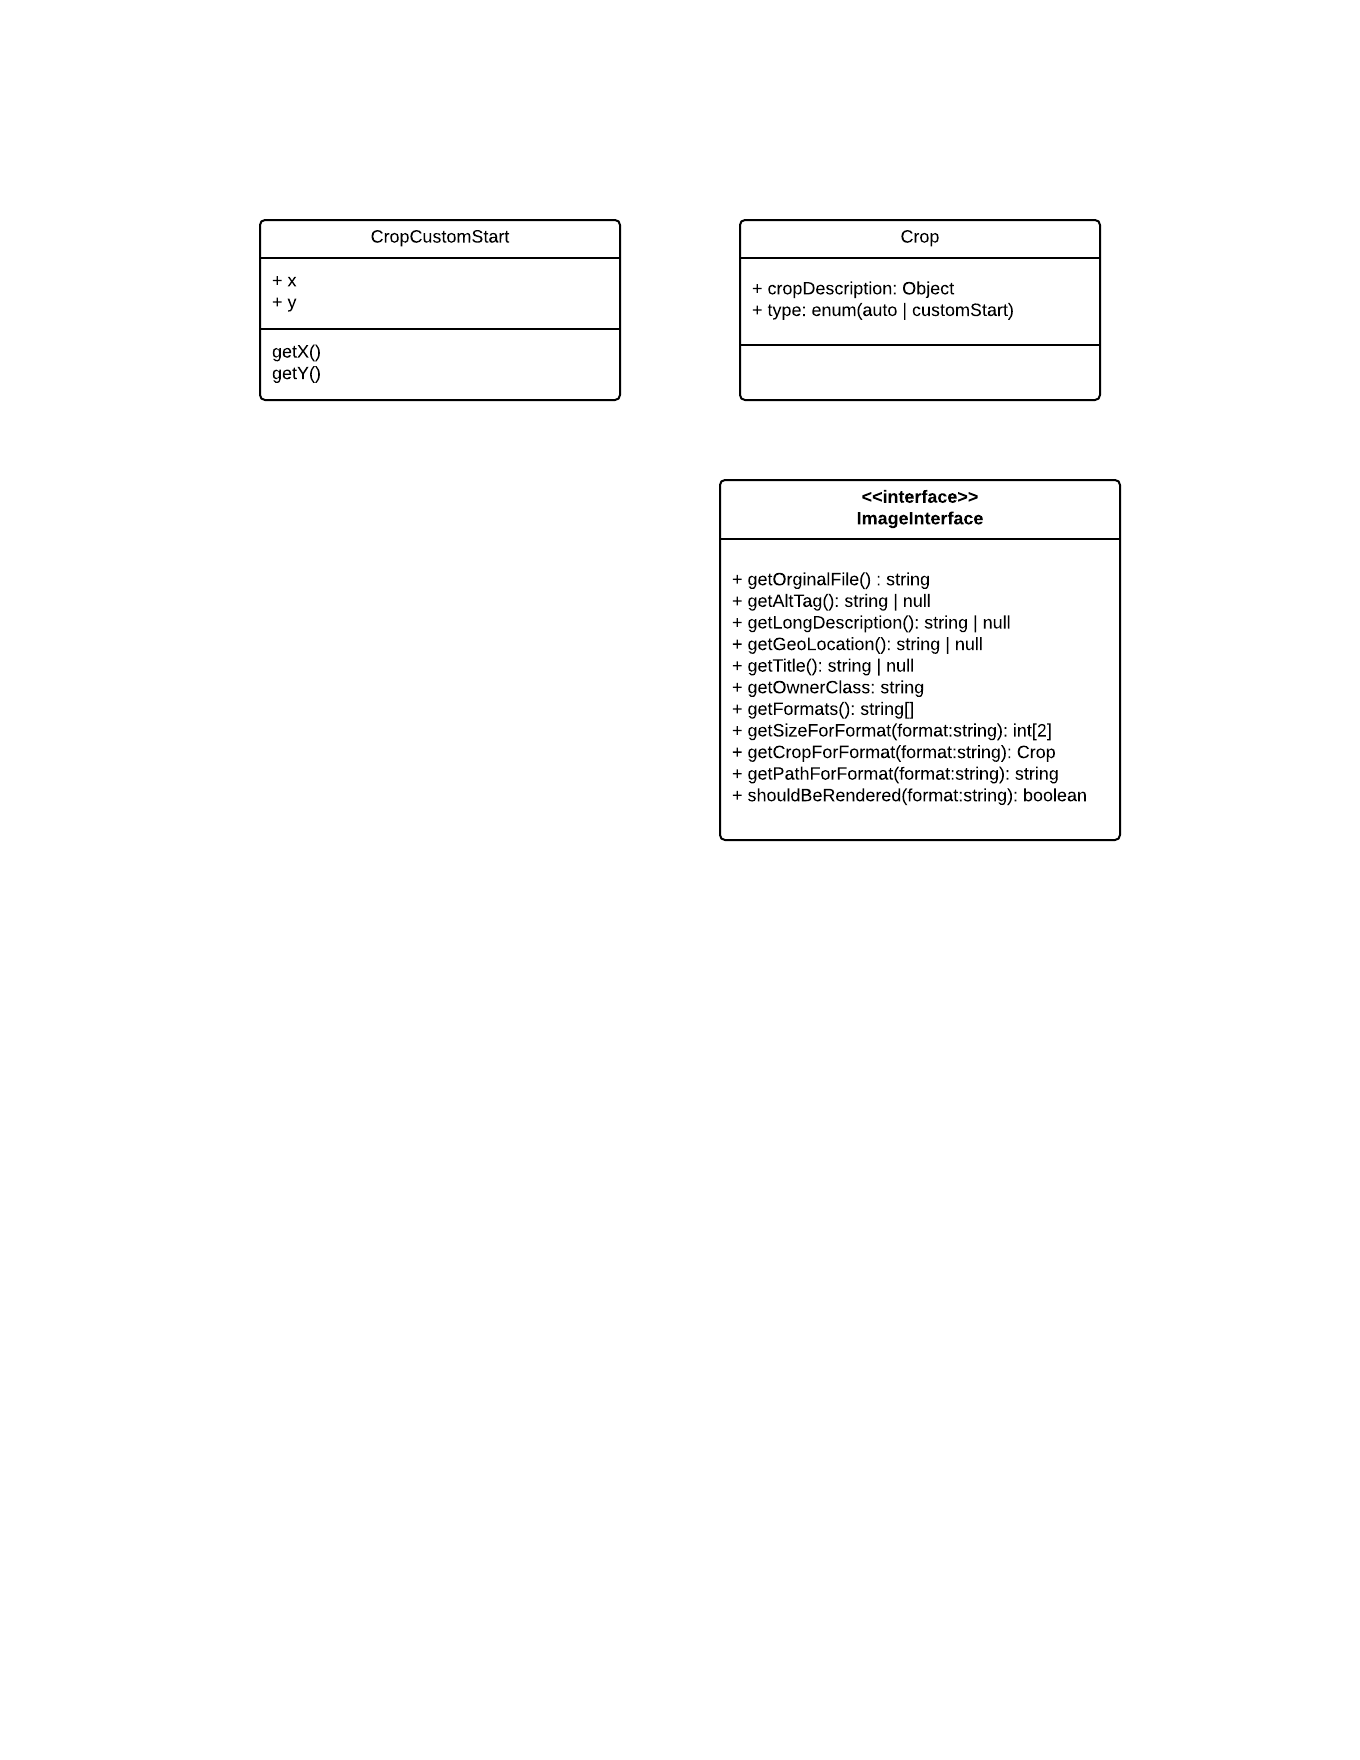 CropCustomStart
+ x
+ y
getX()
getY()
Crop
+ cropDescription: Object
+ type: enum(auto | customStart)
<<interface>>
ImageInterface
+ getOrginalFile() : string
+ getAltTag(): string | null
+ getLongDescription(): string | null
+ getGeoLocation(): string | null
+ getTitle(): string | null
+ getOwnerClass: string
+ getFormats(): string[]
+ getSizeForFormat(format:string): int[2]
+ getCropForFormat(format:string): Crop
+ getPathForFormat(format:string): string
+ shouldBeRendered(format:string): boolean